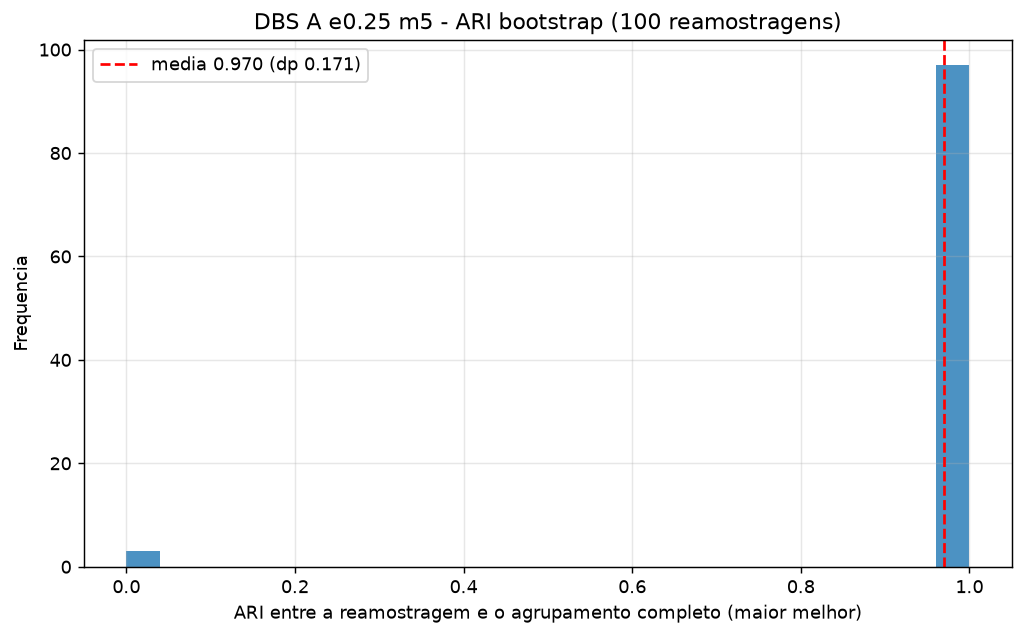 DBS A e0.25 m5 - ARI bootstrap (100 reamostragens)
media 0.970 (dp 0.171)
100
80
60
40
20
0
Frequencia
0.0 0.2 0.4 0.6 0.8 1.0
ARI entre a reamostragem e o agrupamento completo (maior melhor)